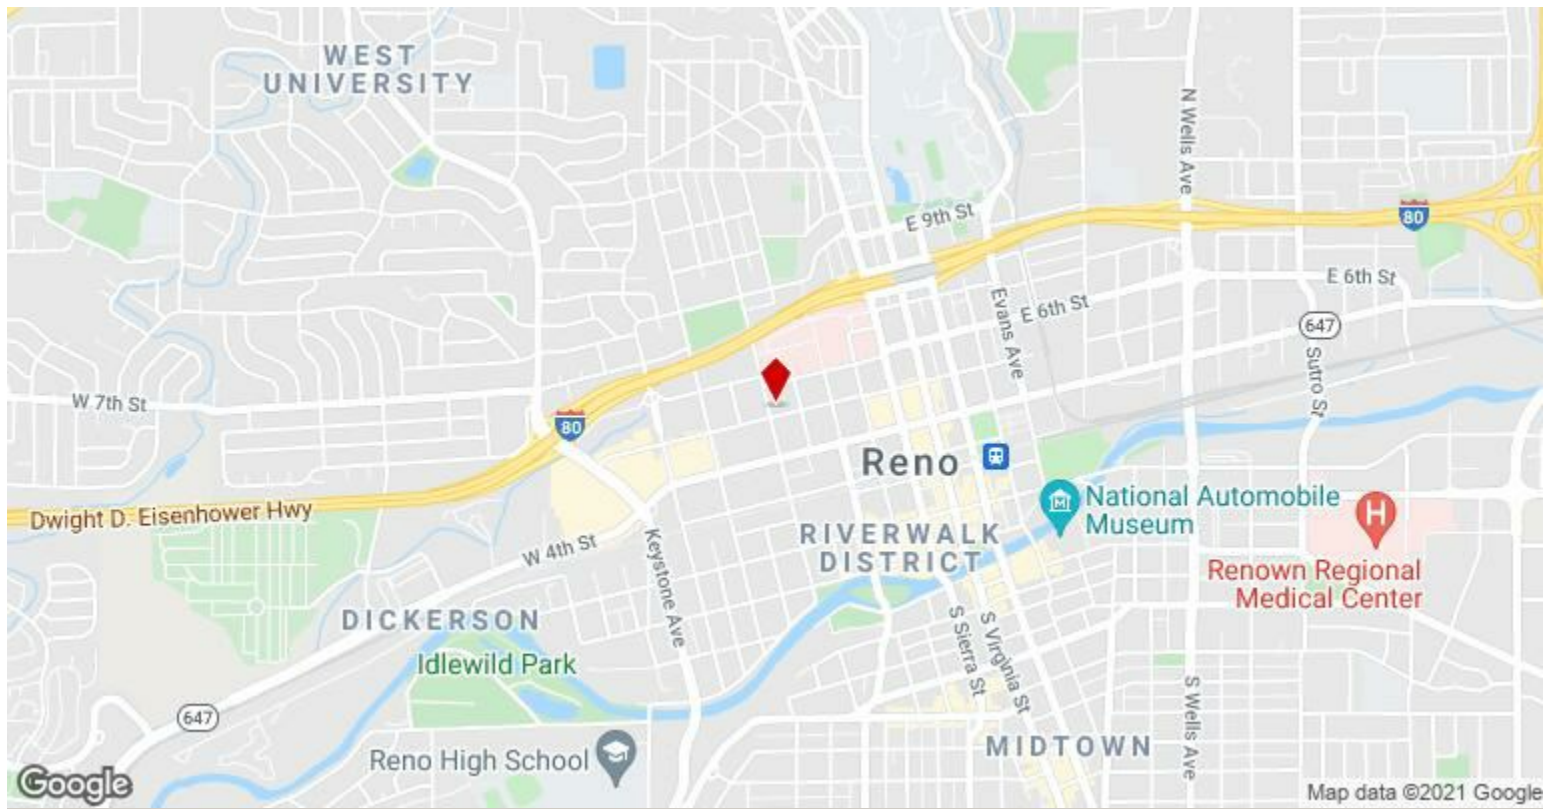 WEST
UNIVERSITY
N Wells Ave
E 9th St
80
E 6th St
E 6th St
Evans Ave
647
Sutro St
W 7th St
80
Reno
National Automobile
Museum
H
Dwight D. Eisenhower Hwy
RIVERWALK
DISTRICT
W 4th St
Keystone Ave
Renown Regional
Medical Center
DICKERSON
S Sierra St
S Virginia St
Idlewild Park
S Wells Ave
647
Reno High School
MIDTOWN
Google
Map data ©2021 Google